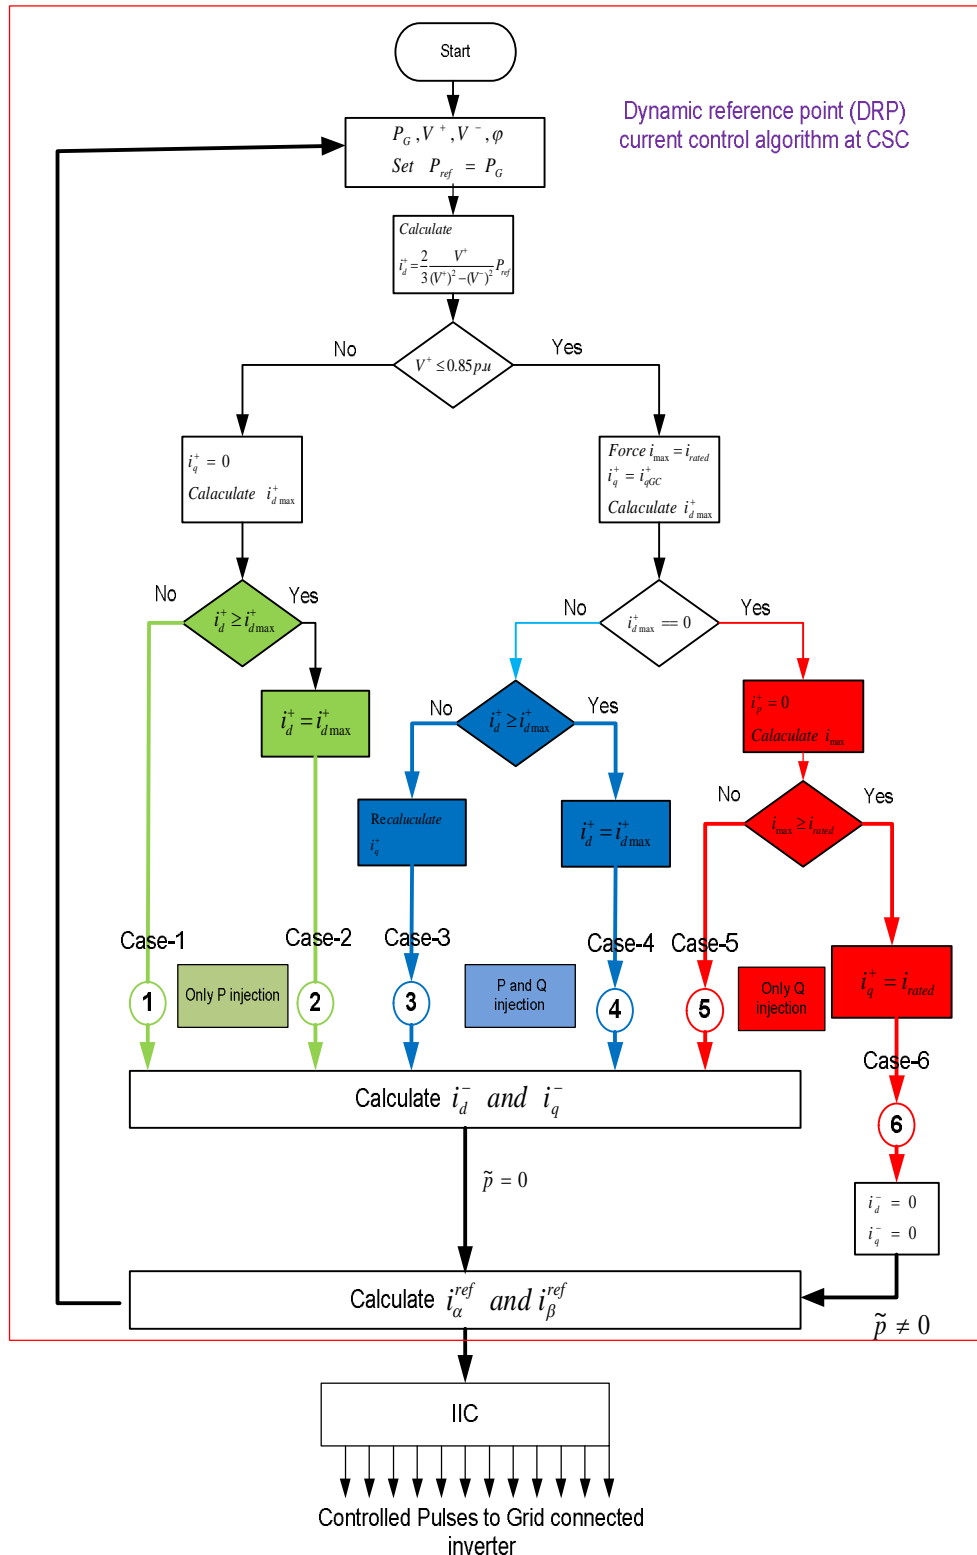 Start
Dynamic reference point (DRP)
current control algorithm at CSC
P_G , V^+ , V^- , φ
Set P_ref = P_G
Calculate
i_d^+ = 2/3 V^+/((V^+)^2 − (V^-)^2) P_ref
No
Yes
V^+ ≤ 0.85 p.u
i_q^+ = 0
Calaculate i_dmax^+
Force i_max = i_rated
i_q^+ = i_qGC^+
Calaculate i_dmax^+
No
Yes
i_d^+ ≥ i_dmax^+
No
Yes
i_dmax^+ == 0
i_d^+ = i_dmax^+
No
Yes
i_d^+ ≥ i_dmax^+
i_p^+ = 0
Calaculate i_max
No
Yes
i_max ≥ i_rated
Recaluculate
i_q^+
i_d^+ = i_dmax^+
Case-1
Case-2
Case-3
Case-4
Case-5
1
Only P injection
2
3
P and Q
injection
4
5
Only Q
injection
i_q^+ = i_rated
Case-6
6
Calculate i_d^- and i_q^-
p̃ = 0
i_d^- = 0
i_q^- = 0
Calculate i_α^ref and i_β^ref
p̃ ≠ 0
IIC
Controlled Pulses to Grid connected
inverter